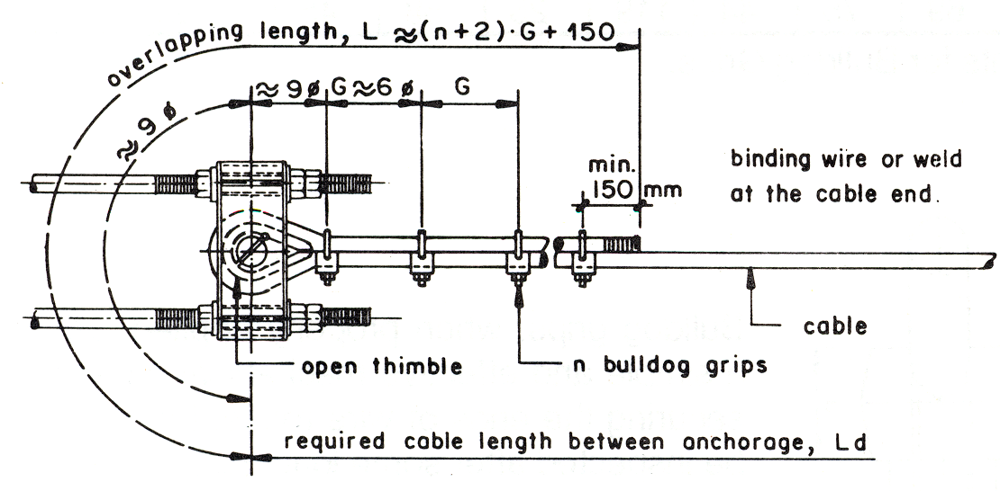 overlapping length, L ≈(n+2)·G+150
≈9ø
≈9ø G≈6ø G
min.
150 mm
binding wire or weld
at the cable end.
cable
open thimble
n bulldog grips
required cable length between anchorage, Ld